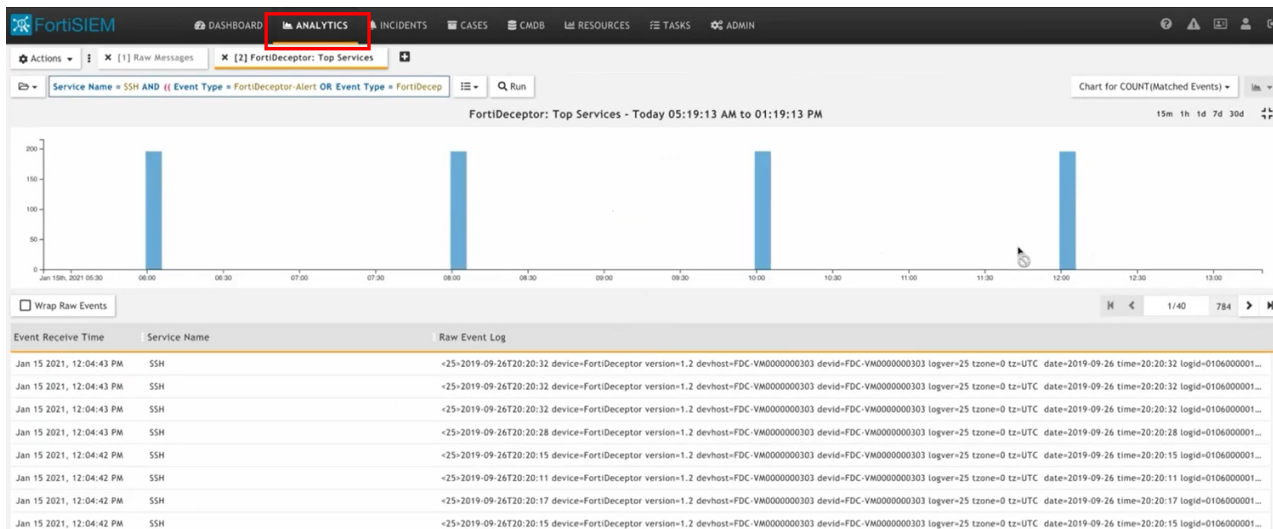 FortiSIEM DASHBOARD ANALYTICS INCIDENTS CASES CMDB RESOURCES TASKS ADMIN
Actions [1] Raw Messages [2] FortiDeceptor: Top Services
Service Name = SSH AND (( Event Type = FortiDeceptor-Alert OR Event Type = FortiDecep Run Chart for COUNT(Matched Events)
FortiDeceptor: Top Services - Today 05:19:13 AM to 01:19:13 PM 15m 1h 1d 7d 30d
200
150
100
50
0
Jan 15th, 2021 05:30 06:00 06:30 07:00 07:30 08:00 08:30 09:00 09:30 10:00 10:30 11:00 11:30 12:00 12:30 13:00
Wrap Raw Events 1/40 784
Event Receive Time Service Name Raw Event Log
Jan 15 2021, 12:04:43 PM SSH <25>2019-09-26T20:20:32 device=FortiDeceptor version=1.2 devhost=FDC-VM0000000303 devid=FDC-VM0000000303 logver=25 tzone=0 tz=UTC date=2019-09-26 time=20:20:32 logid=0106000001...
Jan 15 2021, 12:04:43 PM SSH <25>2019-09-26T20:20:32 device=FortiDeceptor version=1.2 devhost=FDC-VM0000000303 devid=FDC-VM0000000303 logver=25 tzone=0 tz=UTC date=2019-09-26 time=20:20:32 logid=0106000001...
Jan 15 2021, 12:04:43 PM SSH <25>2019-09-26T20:20:32 device=FortiDeceptor version=1.2 devhost=FDC-VM0000000303 devid=FDC-VM0000000303 logver=25 tzone=0 tz=UTC date=2019-09-26 time=20:20:32 logid=0106000001...
Jan 15 2021, 12:04:43 PM SSH <25>2019-09-26T20:20:28 device=FortiDeceptor version=1.2 devhost=FDC-VM0000000303 devid=FDC-VM0000000303 logver=25 tzone=0 tz=UTC date=2019-09-26 time=20:20:28 logid=0106000001...
Jan 15 2021, 12:04:42 PM SSH <25>2019-09-26T20:20:15 device=FortiDeceptor version=1.2 devhost=FDC-VM0000000303 devid=FDC-VM0000000303 logver=25 tzone=0 tz=UTC date=2019-09-26 time=20:20:15 logid=0106000001...
Jan 15 2021, 12:04:42 PM SSH <25>2019-09-26T20:20:11 device=FortiDeceptor version=1.2 devhost=FDC-VM0000000303 devid=FDC-VM0000000303 logver=25 tzone=0 tz=UTC date=2019-09-26 time=20:20:11 logid=0106000001...
Jan 15 2021, 12:04:42 PM SSH <25>2019-09-26T20:20:17 device=FortiDeceptor version=1.2 devhost=FDC-VM0000000303 devid=FDC-VM0000000303 logver=25 tzone=0 tz=UTC date=2019-09-26 time=20:20:17 logid=0106000001...
Jan 15 2021, 12:04:42 PM SSH <25>2019-09-26T20:20:15 device=FortiDeceptor version=1.2 devhost=FDC-VM0000000303 devid=FDC-VM0000000303 logver=25 tzone=0 tz=UTC date=2019-09-26 time=20:20:15 logid=0106000001...